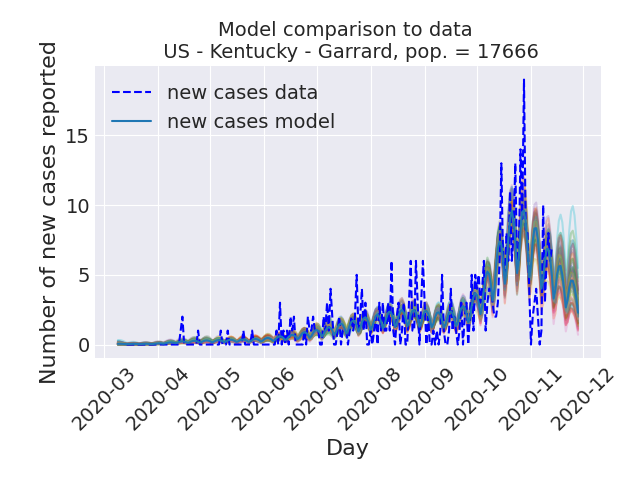 Model comparison to data
US - Kentucky - Garrard, pop. = 17666
Number of new cases reported
new cases data
new cases model
15
10
5
0
2020-03
2020-04
2020-05
2020-06
2020-07
2020-08
2020-09
2020-10
2020-11
2020-12
Day